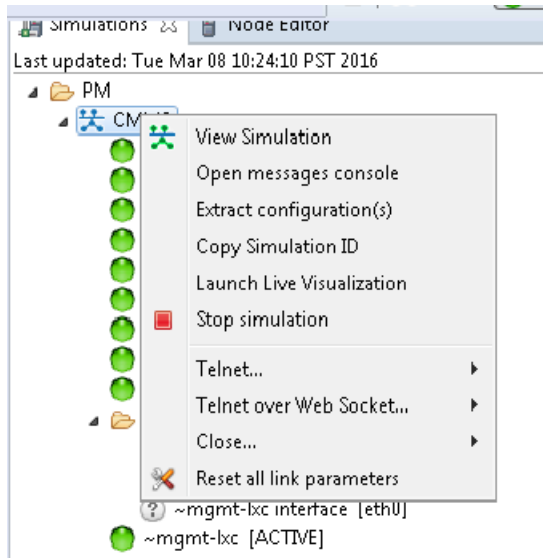 Simulations
Node Editor
Last updated: Tue Mar 08 10:24:10 PST 2016
PM
View Simulation
Open messages console
Extract configuration(s)
Copy Simulation ID
Launch Live Visualization
Stop simulation
Telnet...
Telnet over Web Socket...
Close...
Reset all link parameters
~mgmt-lxc interface [eth0]
~mgmt-lxc [ACTIVE]